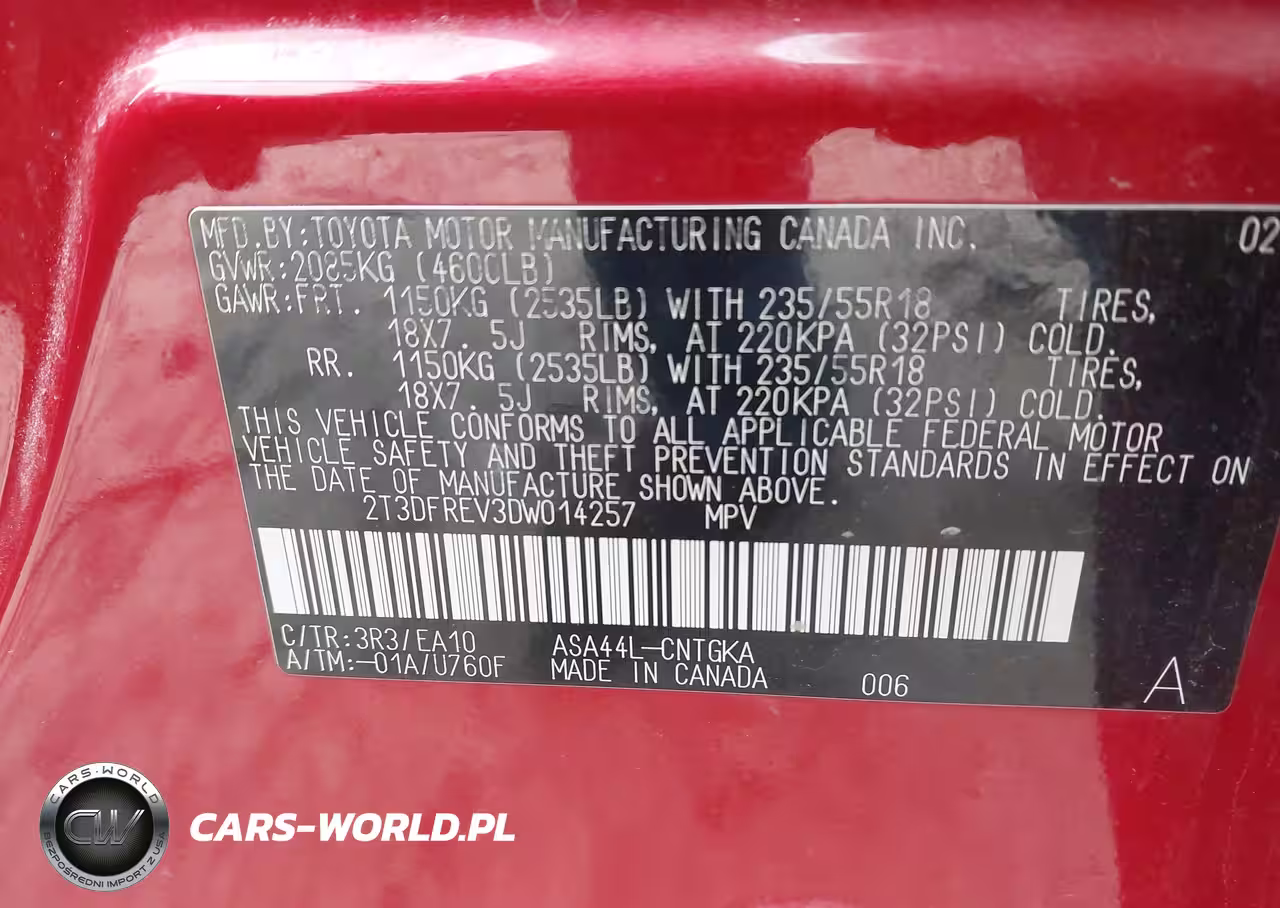 MFD.BY:TOYOTA MOTOR MANUFACTURING CANADA INC. 02
GVWR:2085KG (4600LB)
GAWR:FRT. 1150KG (2535LB) WITH 235/55R18 TIRES,
18X7.5J RIMS, AT 220KPA (32PSI) COLD.
RR. 1150KG (2535LB) WITH 235/55R18 TIRES,
18X7.5J RIMS, AT 220KPA (32PSI) COLD.
THIS VEHICLE CONFORMS TO ALL APPLICABLE FEDERAL MOTOR
VEHICLE SAFETY AND THEFT PREVENTION STANDARDS IN EFFECT ON
THE DATE OF MANUFACTURE SHOWN ABOVE.
2T3DFREV3DW014257 MPV
C/TR:3R3/EA10 ASA44L-CNTGKA
A/TM:-01A/U760F MADE IN CANADA 006 A
CARS-WORLD
CW
BEZPOŚREDNI IMPORT Z USA
CARS-WORLD.PL